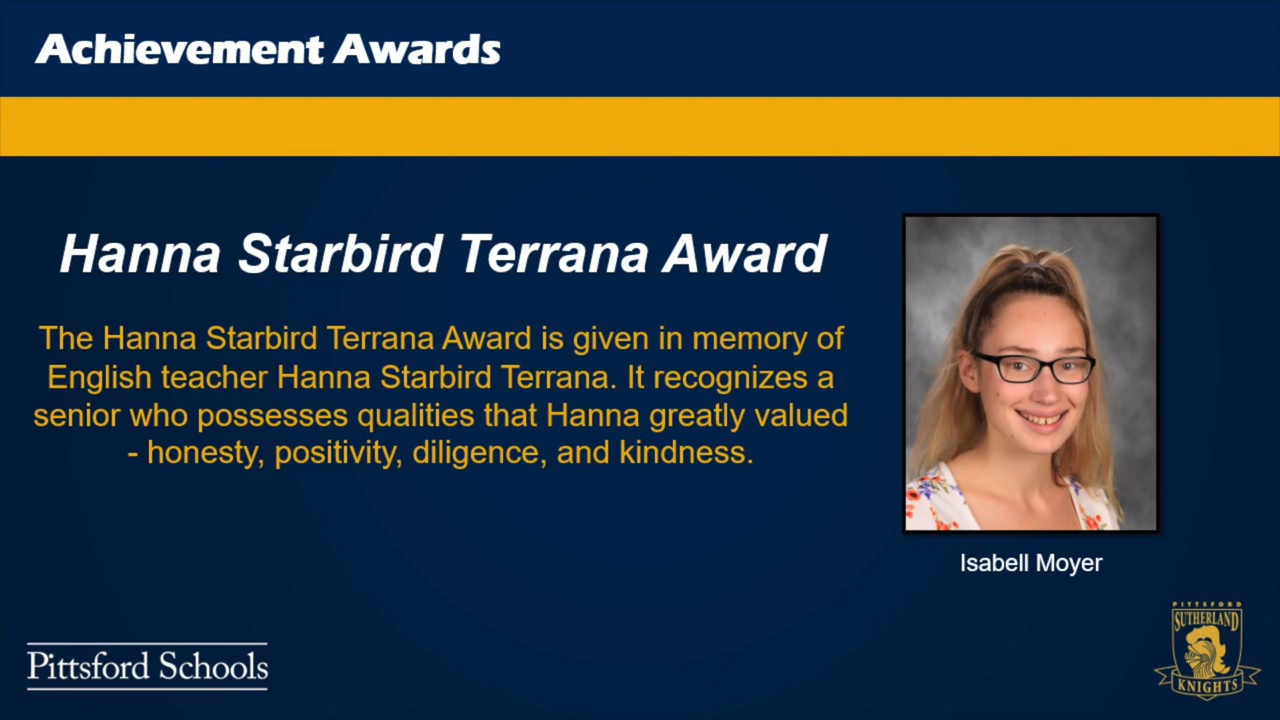 Achievement Awards
Hanna Starbird Terrana Award
The Hanna Starbird Terrana Award is given in memory of
English teacher Hanna Starbird Terrana. It recognizes a
senior who possesses qualities that Hanna greatly valued
- honesty, positivity, diligence, and kindness.
Isabell Moyer
Pittsford Schools
PITTSFORD
SUTHERLAND
KNIGHTS